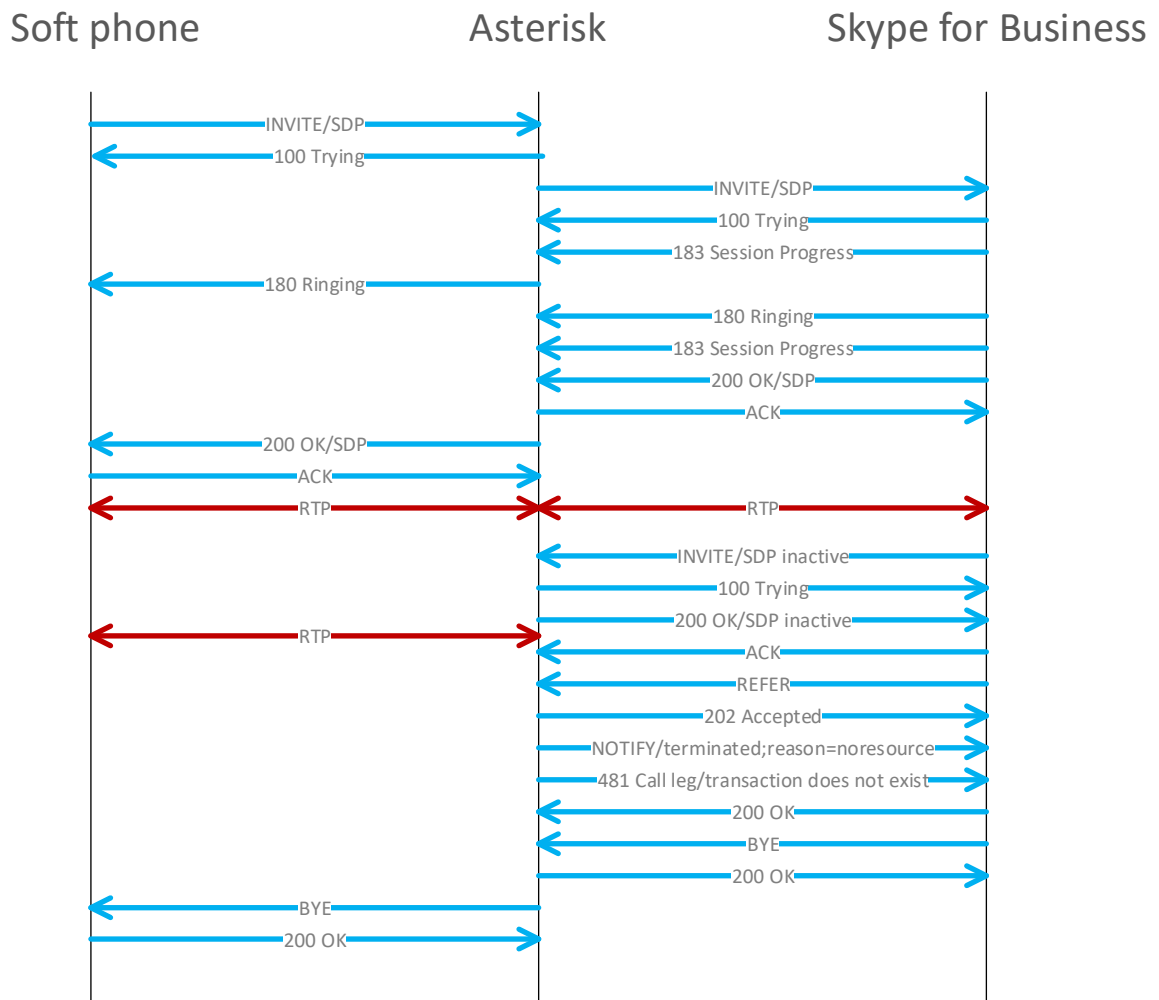 Soft phone
Asterisk
Skype for Business
INVITE/SDP
100 Trying
INVITE/SDP
100 Trying
183 Session Progress
180 Ringing
180 Ringing
183 Session Progress
200 OK/SDP
ACK
200 OK/SDP
ACK
RTP
RTP
INVITE/SDP inactive
100 Trying
200 OK/SDP inactive
RTP
ACK
REFER
202 Accepted
NOTIFY/terminated;reason=noresource
481 Call leg/transaction does not exist
200 OK
BYE
200 OK
BYE
200 OK